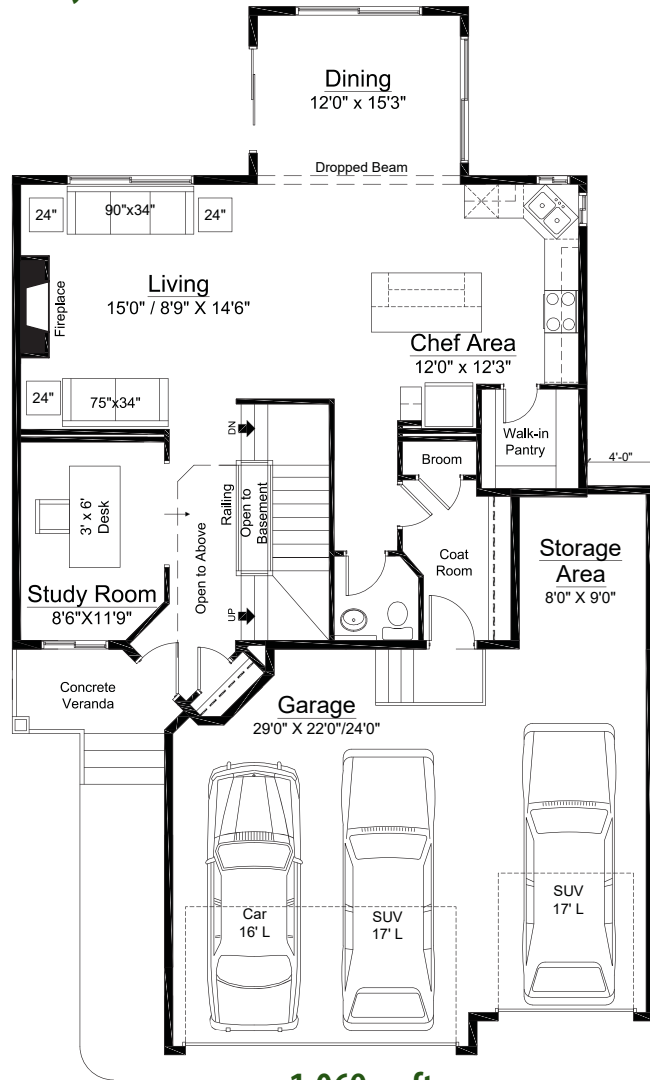 Dining
12'0" x 15'3"
Dropped Beam
24"
90"x34"
24"
Living
15'0" / 8'9" X 14'6"
Fireplace
Chef Area
12'0" x 12'3"
24"
75"x34"
DN
Walk-in
Pantry
Broom
4'-0"
3' x 6'
Desk
Railing
Open to
Basement
Open to Above
Coat
Room
Storage
Area
8'0" X 9'0"
Study Room
8'6"X11'9"
UP
Concrete
Veranda
Garage
29'0" X 22'0"/24'0"
Car
16' L
SUV
17' L
SUV
17' L